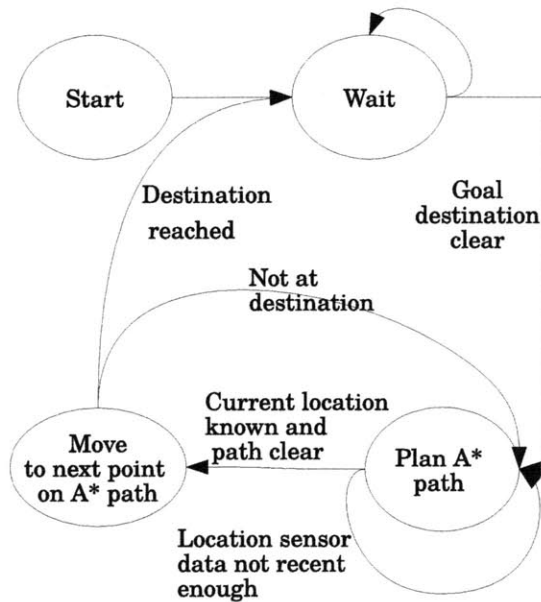 Start
Wait
Destination
reached
Goal
destination
clear
Not at
destination
Current location
known and
path clear
Move
to next point
on A* path
Plan A*
path
Location sensor
data not recent
enough